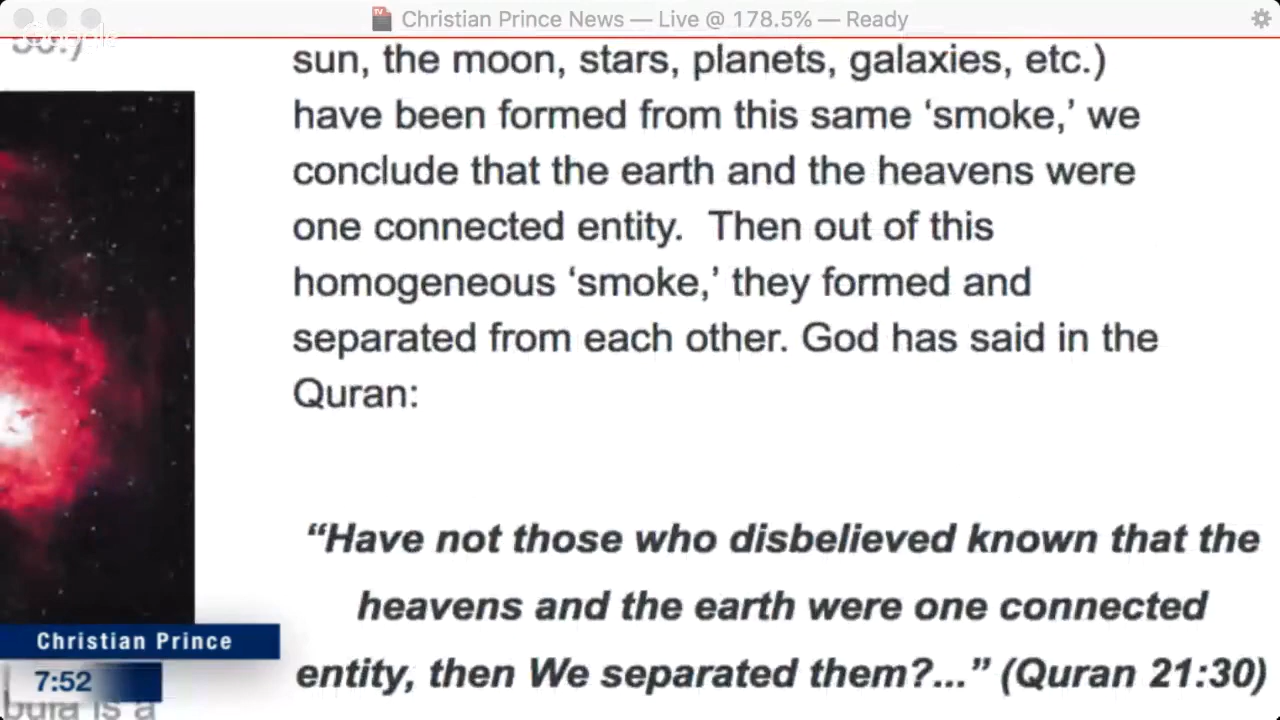 Christian Prince News — Live @ 178.5% — Ready
Google
sun, the moon, stars, planets, galaxies, etc.)
have been formed from this same ‘smoke,’ we
conclude that the earth and the heavens were
one connected entity.  Then out of this
homogeneous ‘smoke,’ they formed and
separated from each other. God has said in the
Quran:
“Have not those who disbelieved known that the
heavens and the earth were one connected
entity, then We separated them?...” (Quran 21:30)
Christian Prince
7:52
is a